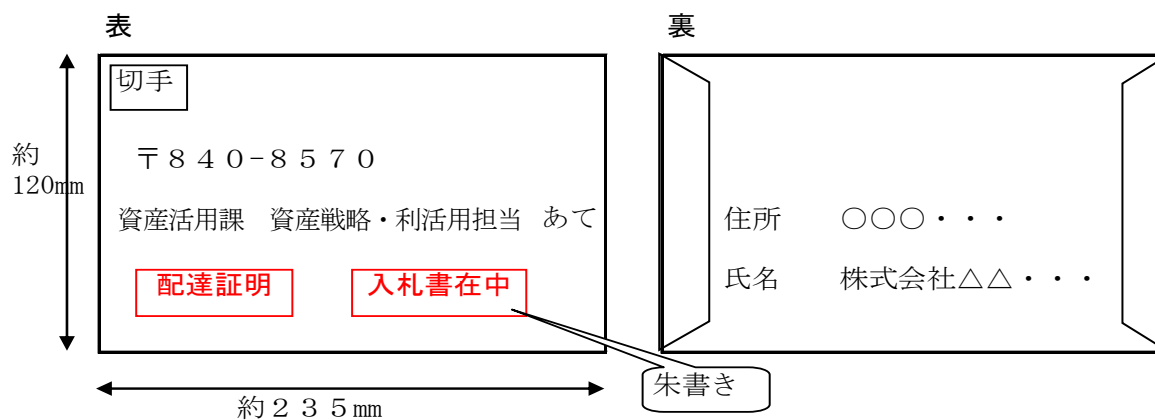 表
裏
切手
約
120mm
〒８４０－８５７０
資産活用課　資産戦略・利活用担当　あて
配達証明
入札書在中
住所　○○○・・・
氏名　株式会社△△・・・
朱書き
約２３５mm